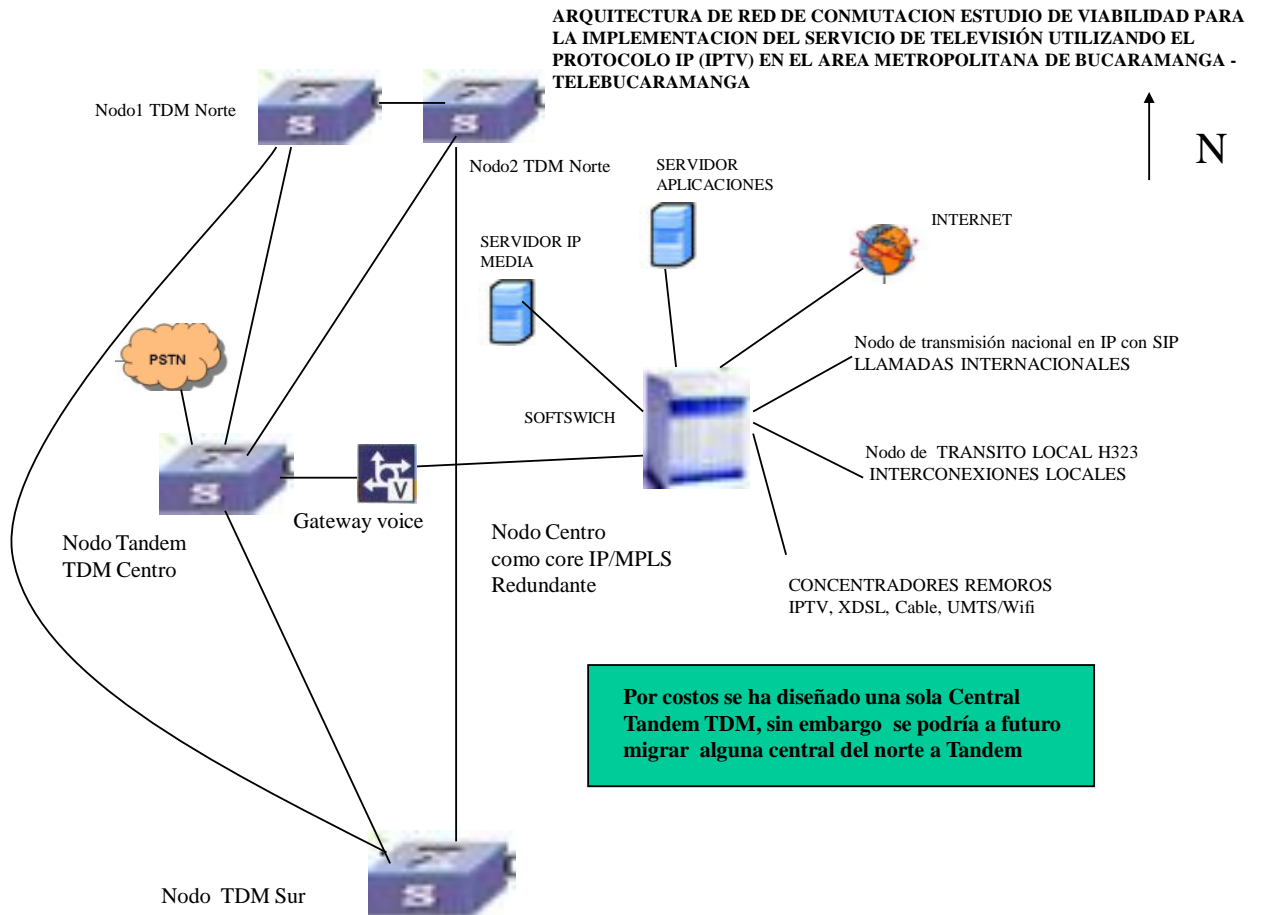 ARQUITECTURA DE RED DE CONMUTACION ESTUDIO DE VIABILIDAD PARA
LA IMPLEMENTACION DEL SERVICIO DE TELEVISIÓN UTILIZANDO EL
PROTOCOLO IP (IPTV) EN EL AREA METROPOLITANA DE BUCARAMANGA -
TELEBUCARAMANGA
Nodo1 TDM Norte
Nodo2 TDM Norte
N
SERVIDOR
APLICACIONES
SERVIDOR IP
MEDIA
INTERNET
PSTN
Nodo de transmisión nacional en IP con SIP
LLAMADAS INTERNACIONALES
SOFTSWICH
Nodo de TRANSITO LOCAL H323
INTERCONEXIONES LOCALES
V
Gateway voice
Nodo Tandem
TDM Centro
Nodo Centro
como core IP/MPLS
Redundante
CONCENTRADORES REMOROS
IPTV, XDSL, Cable, UMTS/Wifi
Por costos se ha diseñado una sola Central
Tandem TDM, sin embargo se podría a futuro
migrar alguna central del norte a Tandem
Nodo TDM Sur
S
S
S
S